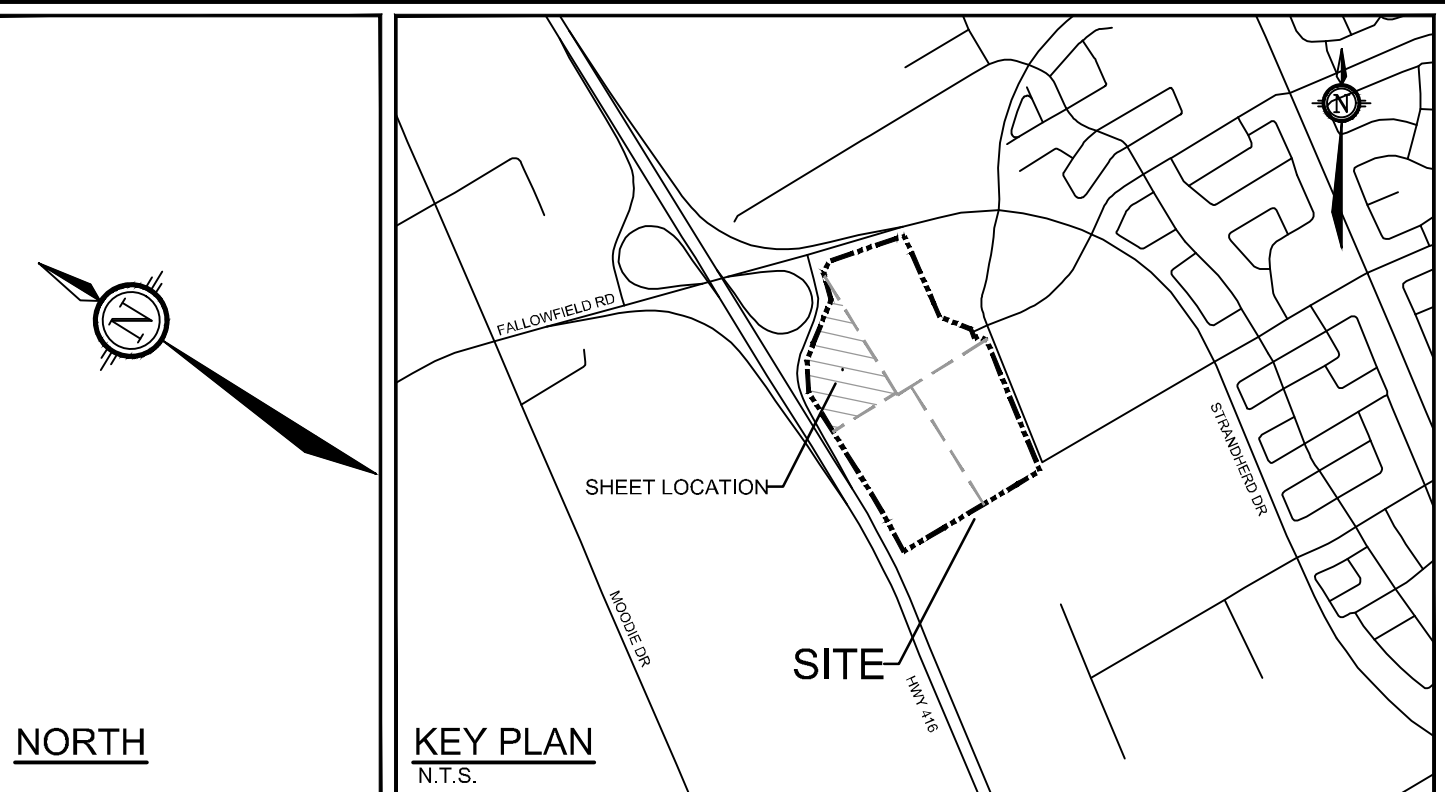 N
NORTH
N
FALLOWFIELD RD
SHEET LOCATION
STRANDHERD DR
MOODIE DR
SITE
HWY 416
KEY PLAN
N.T.S.